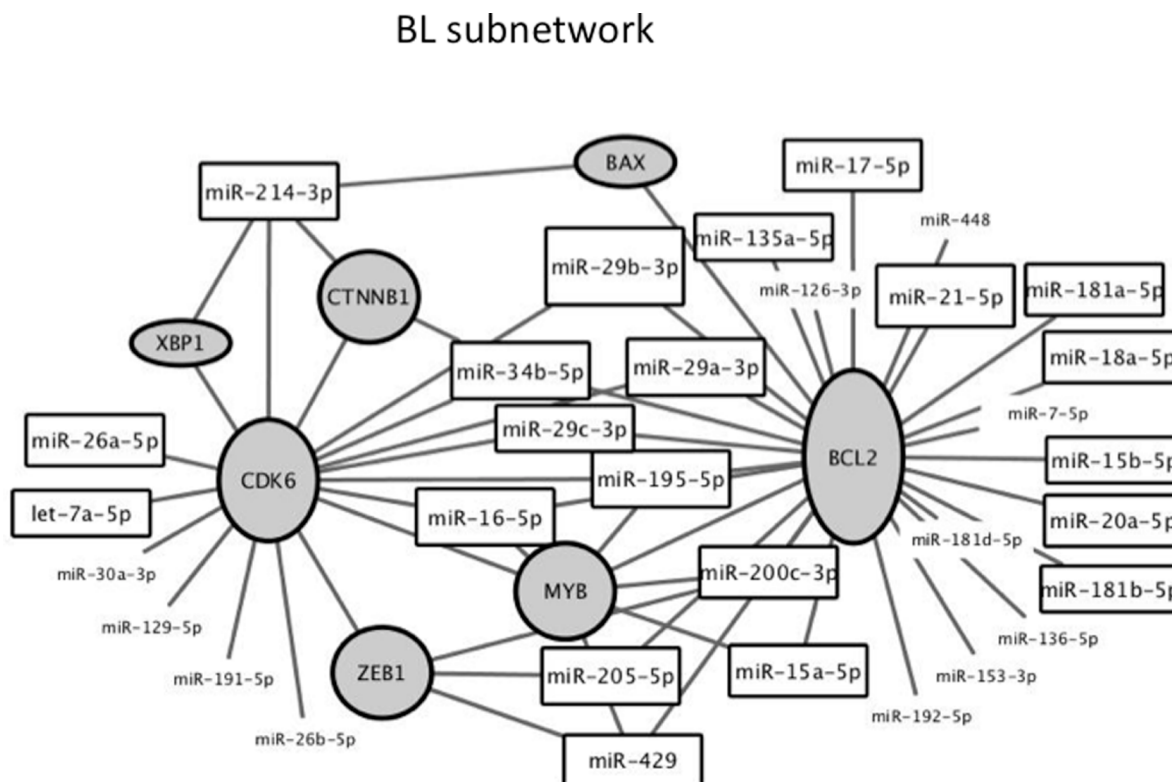 BL subnetwork
BAX
miR-17-5p
miR-214-3p
miR-448
miR-135a-5p
miR-29b-3p
miR-126-3p
miR-21-5p
miR-181a-5p
CTNNB1
XBP1
miR-34b-5p
miR-29a-3p
miR-18a-5p
miR-7-5p
miR-26a-5p
miR-29c-3p
BCL2
miR-15b-5p
CDK6
miR-195-5p
let-7a-5p
miR-16-5p
miR-20a-5p
miR-181d-5p
miR-30a-3p
miR-200c-3p
MYB
miR-181b-5p
miR-129-5p
miR-136-5p
miR-191-5p
ZEB1
miR-205-5p
miR-15a-5p
miR-153-3p
miR-192-5p
miR-26b-5p
miR-429